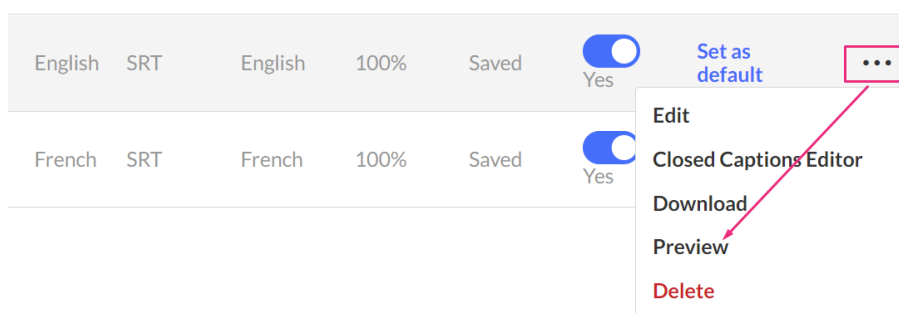 English SRT English 100% Saved Yes Set as default •••
Edit
Closed Captions Editor
French SRT French 100% Saved Yes
Download
Preview
Delete